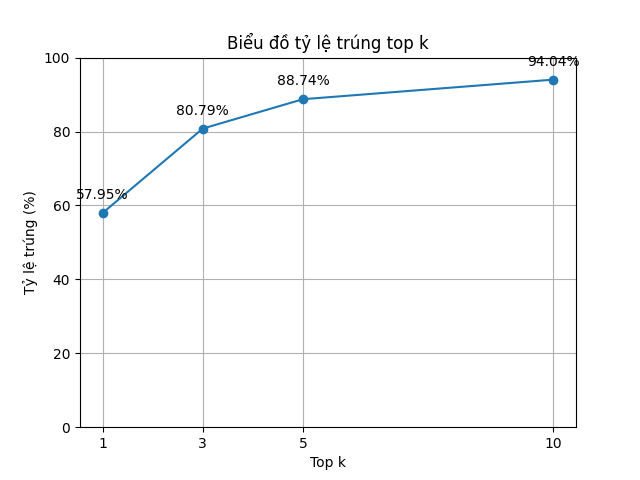 Biểu đồ tỷ lệ trúng top k
100
94.04%
88.74%
80.79%
80
57.95%
60
40
20
0
Tỷ lệ trúng (%)
1 3 5 10
Top k